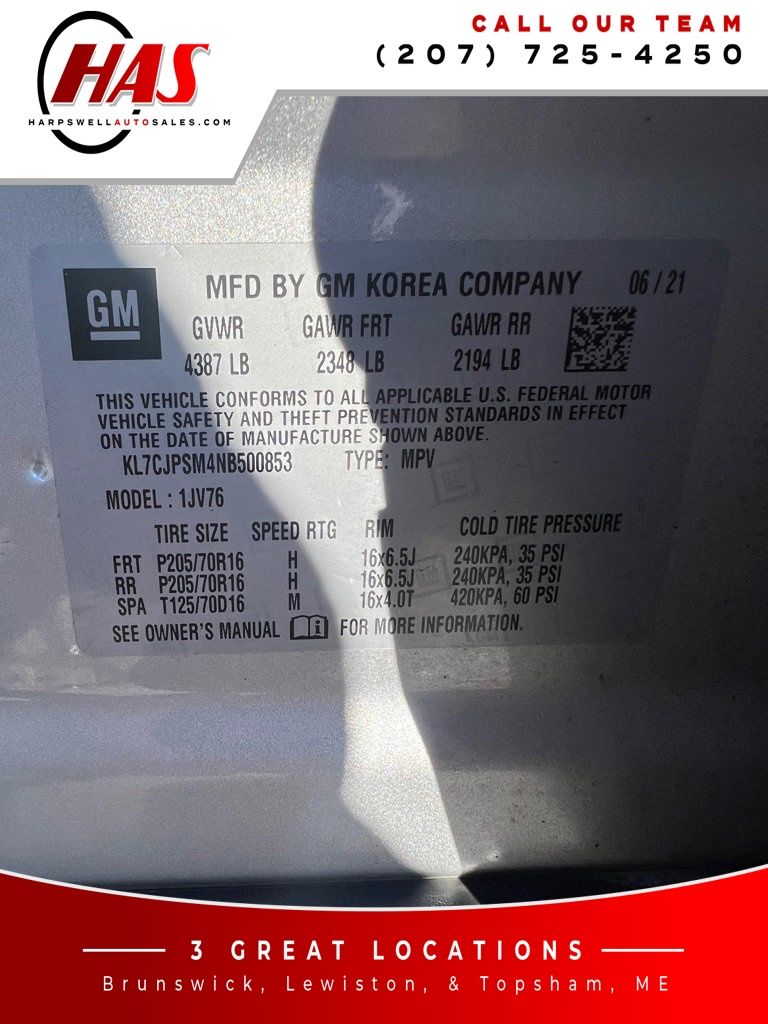 HAS
HARPSWELLAUTOSALES.COM
CALL OUR TEAM
(207) 725-4250
GM
MFD BY GM KOREA COMPANY 06/21
GVWR GAWR FRT GAWR RR
4387 LB 2348 LB 2194 LB
THIS VEHICLE CONFORMS TO ALL APPLICABLE U.S. FEDERAL MOTOR
VEHICLE SAFETY AND THEFT PREVENTION STANDARDS IN EFFECT
ON THE DATE OF MANUFACTURE SHOWN ABOVE.
KL7CJPSM4NB500853 TYPE: MPV
MODEL : 1JV76
TIRE SIZE SPEED RTG RIM COLD TIRE PRESSURE
FRT P205/70R16 H 16x6.5J 240KPA, 35 PSI
RR P205/70R16 H 16x6.5J 240KPA, 35 PSI
SPA T125/70D16 M 16x4.0T 420KPA, 60 PSI
SEE OWNER'S MANUAL FOR MORE INFORMATION.
3 GREAT LOCATIONS
Brunswick, Lewiston, & Topsham, ME